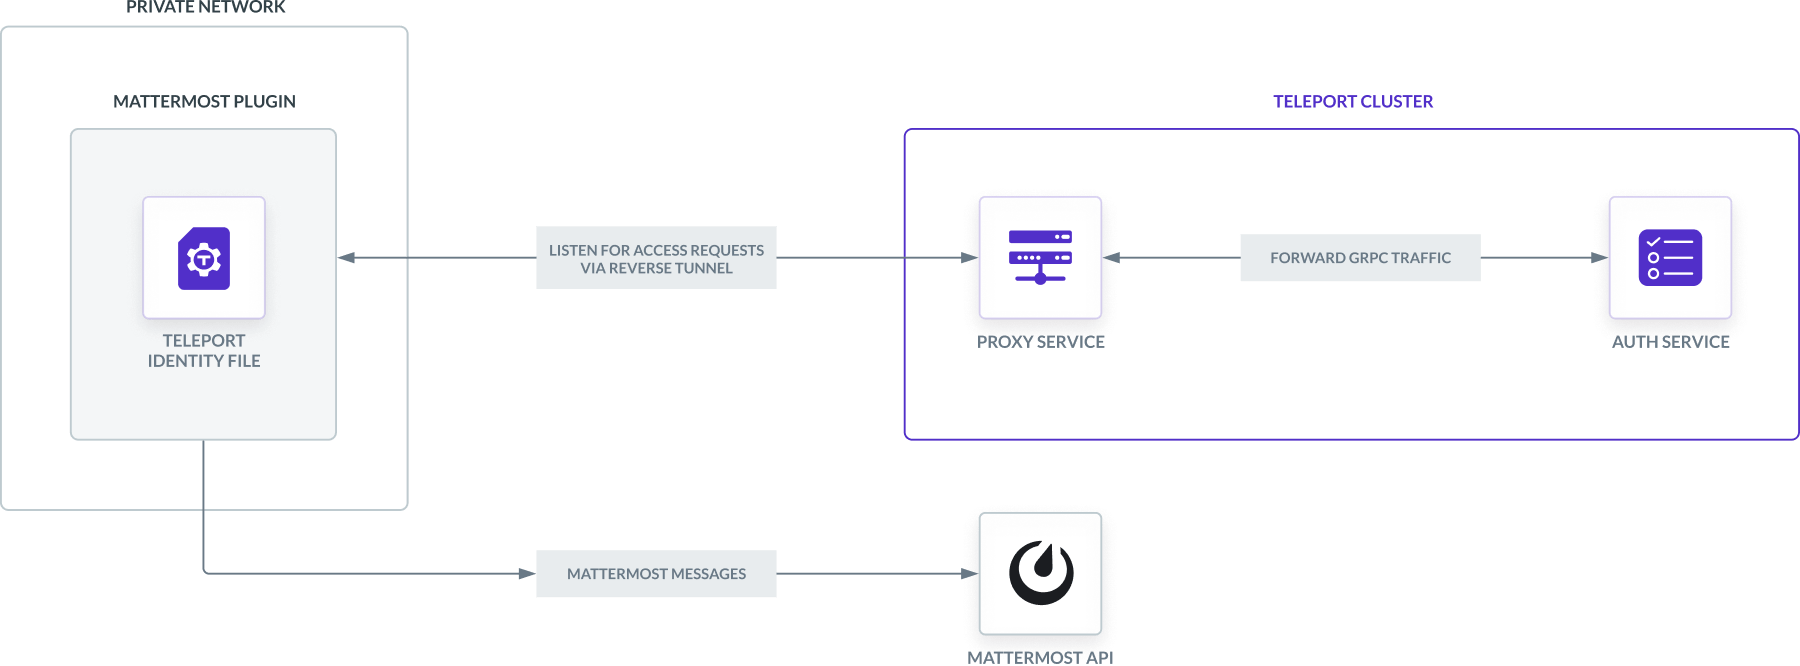 PRIVATE NETWORK
MATTERMOST PLUGIN
TELEPORT CLUSTER
LISTEN FOR ACCESS REQUESTS
VIA REVERSE TUNNEL
FORWARD GRPC TRAFFIC
TELEPORT
IDENTITY FILE
PROXY SERVICE
AUTH SERVICE
MATTERMOST MESSAGES
MATTERMOST API